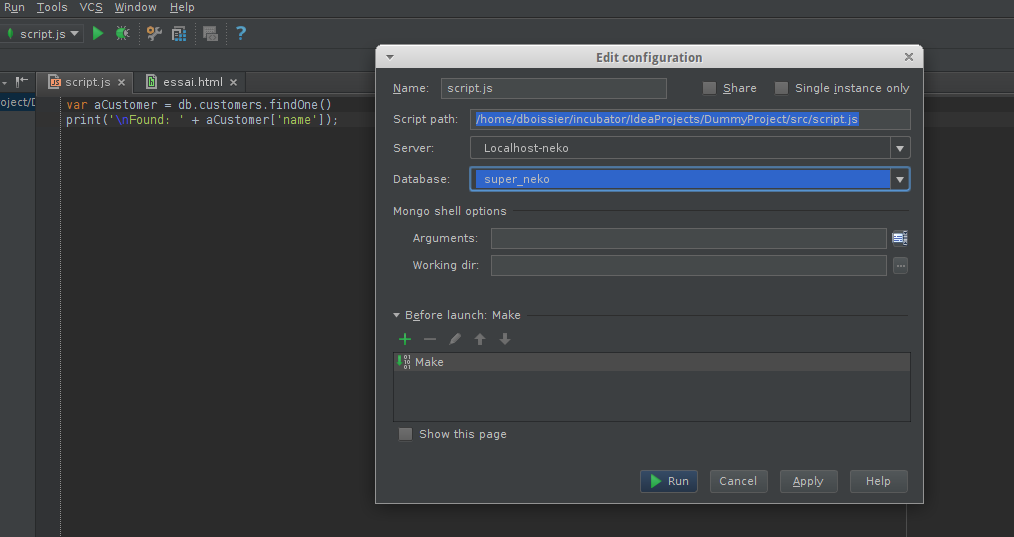 Run Tools VCS Window Help
script.js
script.js essai.html
oject/D
var aCustomer = db.customers.findOne()
print('\nFound: ' + aCustomer['name']);
Edit configuration
Name: script.js Share Single instance only
Script path: /home/dboissier/incubator/IdeaProjects/DummyProject/src/script.js
Server: Localhost-neko
Database: super_neko
Mongo shell options
Arguments:
Working dir: ...
Before launch: Make
Make
Show this page
Run Cancel Apply Help